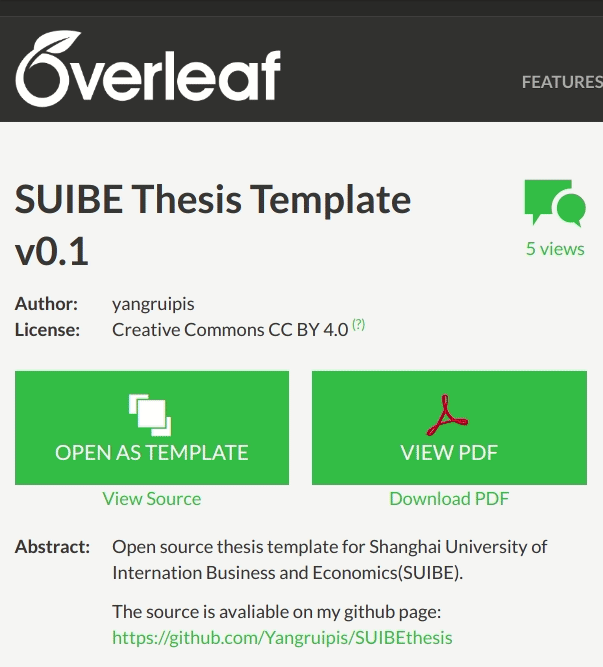 Overleaf
FEATURES
SUIBE Thesis Template
v0.1
5 views
Author: yangruipis
License: Creative Commons CC BY 4.0 (?)
OPEN AS TEMPLATE
VIEW PDF
View Source
Download PDF
Abstract: Open source thesis template for Shanghai University of
Internation Business and Economics(SUIBE).
The source is avaliable on my github page:
https://github.com/Yangruipis/SUIBEthesis